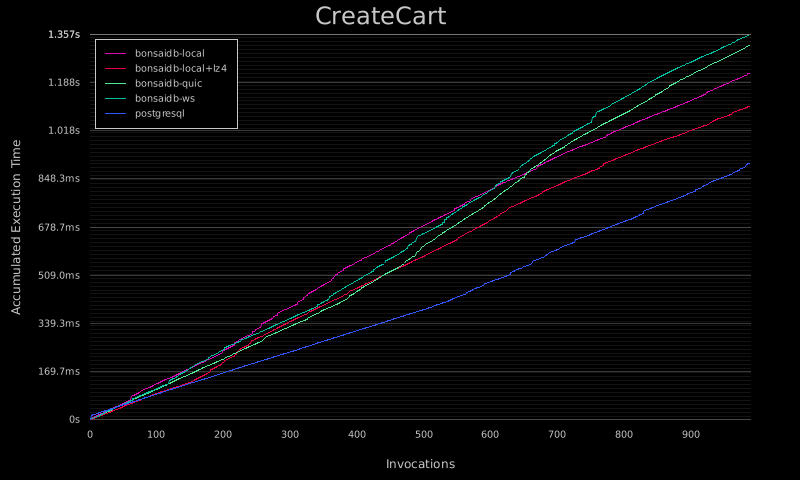 CreateCart
1.357s
bonsaidb-local
bonsaidb-local+lz4
bonsaidb-quic
bonsaidb-ws
postgresql
1.188s
1.018s
848.3ms
678.7ms
509.0ms
339.3ms
169.7ms
0s
Accumulated Execution Time
0 100 200 300 400 500 600 700 800 900
Invocations